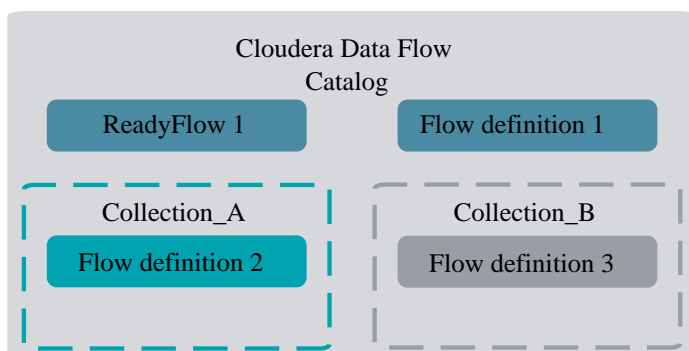 Cloudera Data Flow
Catalog
ReadyFlow 1
Flow definition 1
Collection_A
Collection_B
Flow definition 2
Flow definition 3